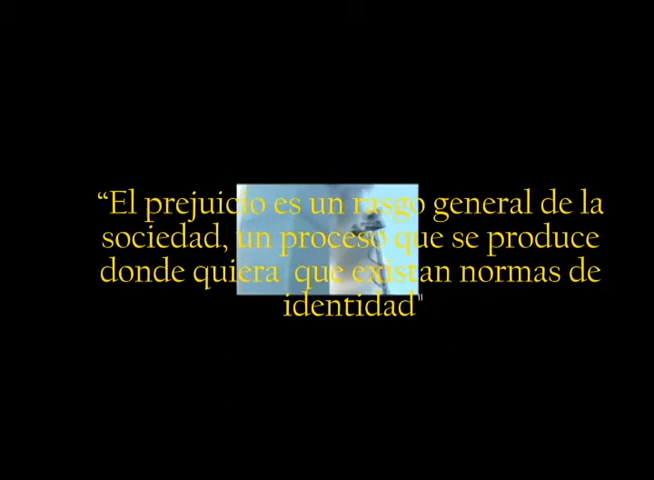 “El prejuicio es un rasgo general de la
sociedad, un proceso que se produce
donde quiera que existan normas de
identidad"